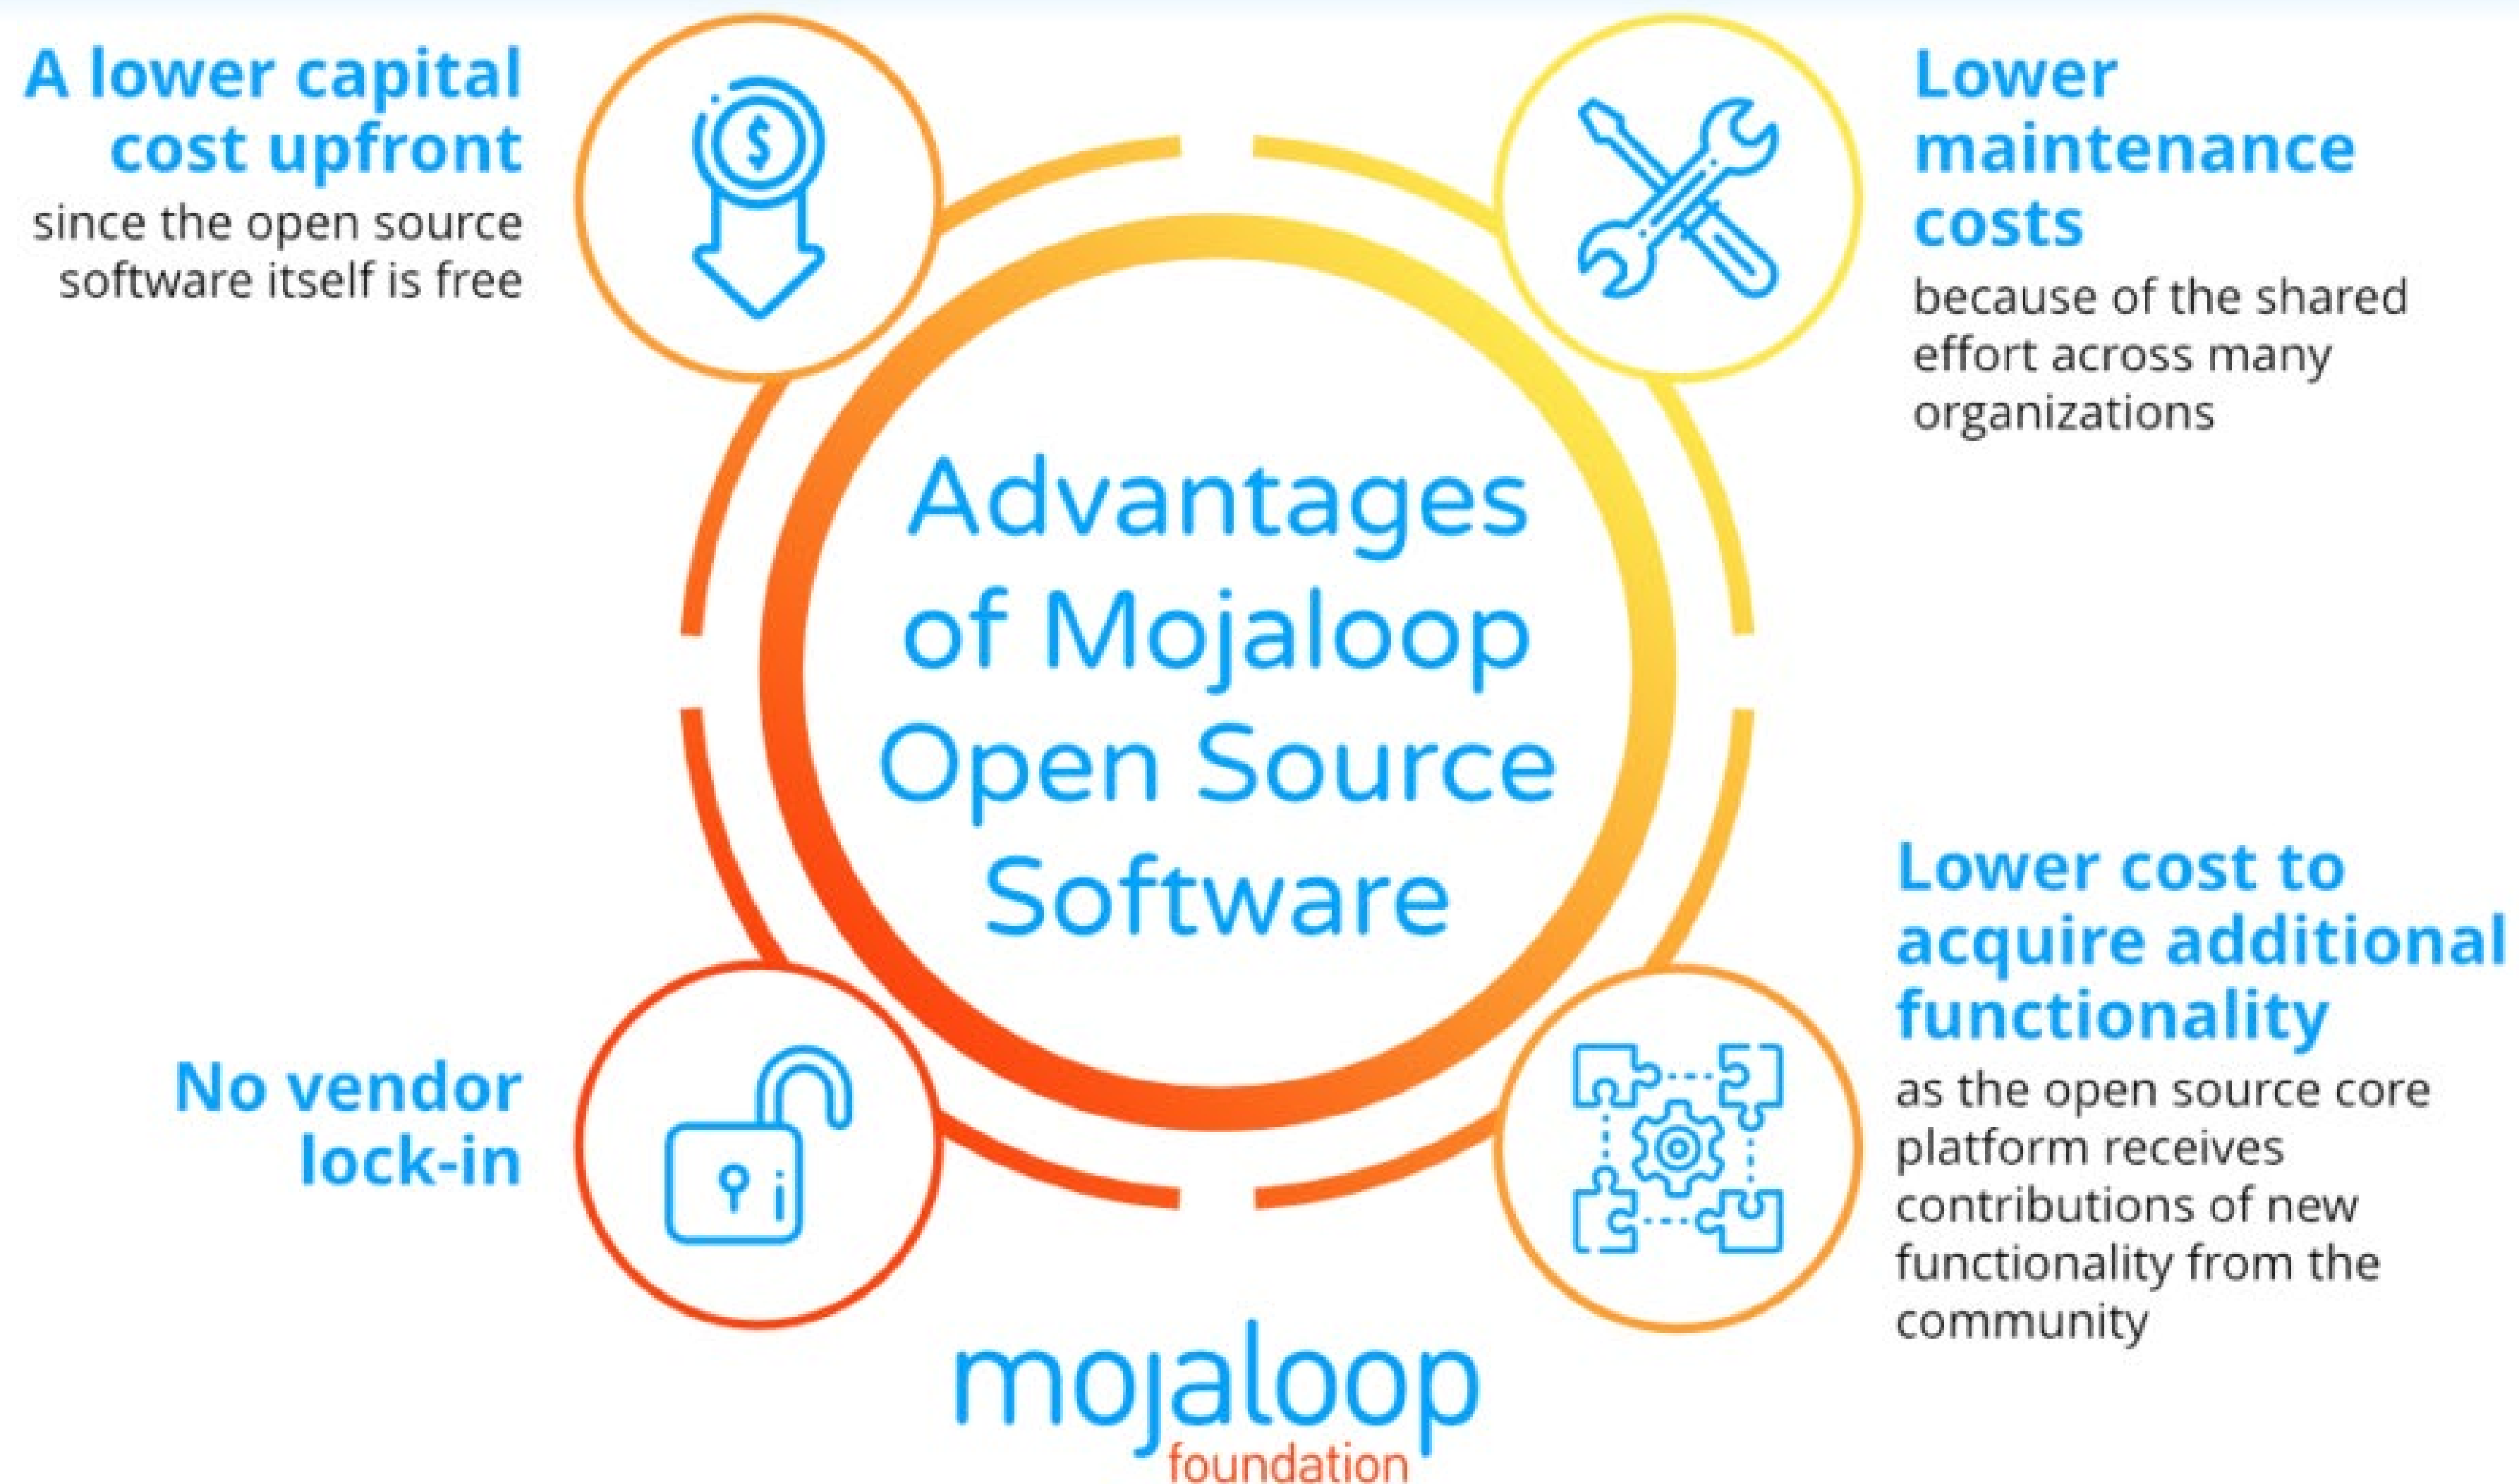 A lower capital
cost upfront
since the open source
software itself is free
Lower
maintenance
costs
because of the shared
effort across many
organizations
$
Advantages
of Mojaloop
Open Source
Software
No vendor
lock-in
Lower cost to
acquire additional
functionality
as the open source core
platform receives
contributions of new
functionality from the
community
mojaloop
foundation